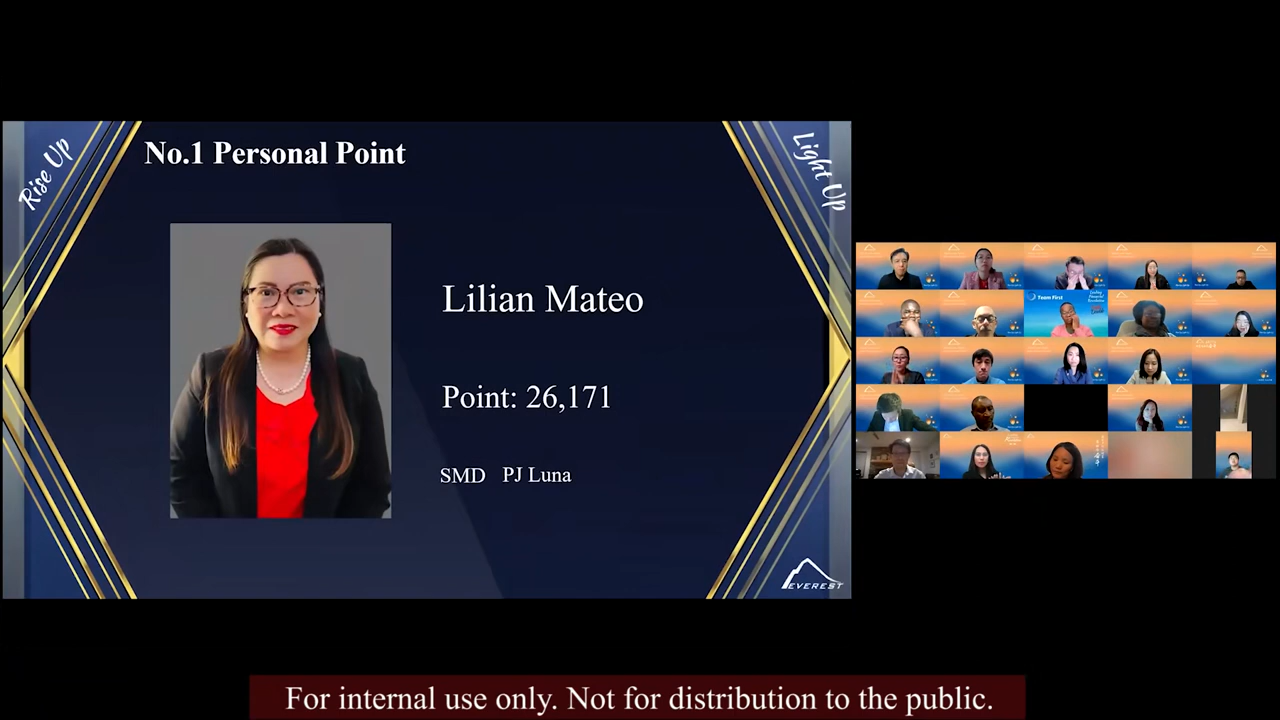 Rise Up
No.1 Personal Point
Light Up
Lilian Mateo
Point: 26,171
SMD PJ Luna
EVEREST
Team First
For internal use only. Not for distribution to the public.